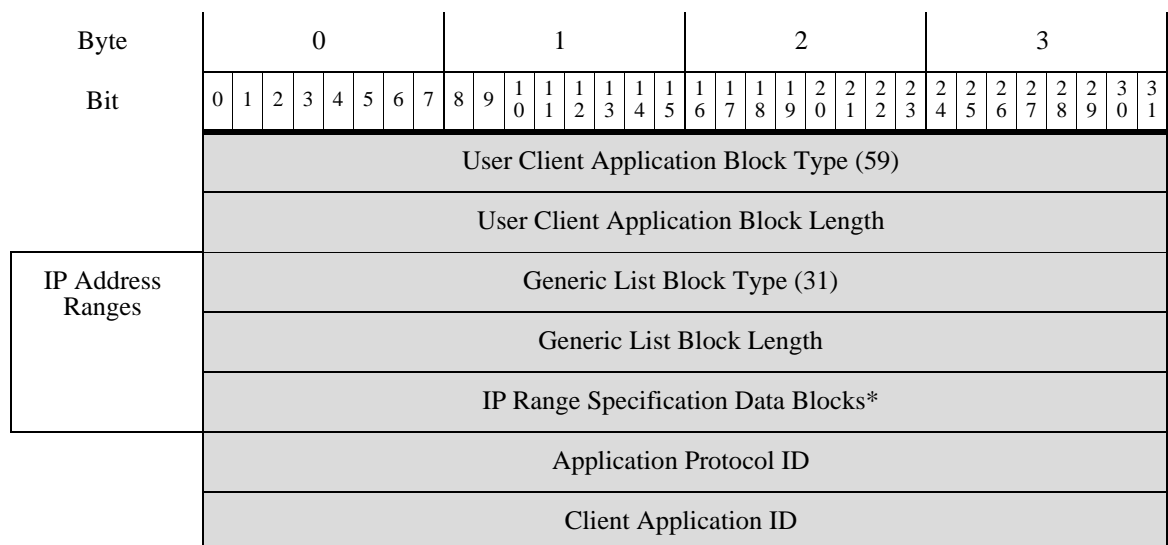 Byte 0 1 2 3
Bit 0 1 2 3 4 5 6 7 8 9 10 11 12 13 14 15 16 17 18 19 20 21 22 23 24 25 26 27 28 29 30 31
User Client Application Block Type (59)
User Client Application Block Length
IP Address
Ranges
Generic List Block Type (31)
Generic List Block Length
IP Range Specification Data Blocks*
Application Protocol ID
Client Application ID